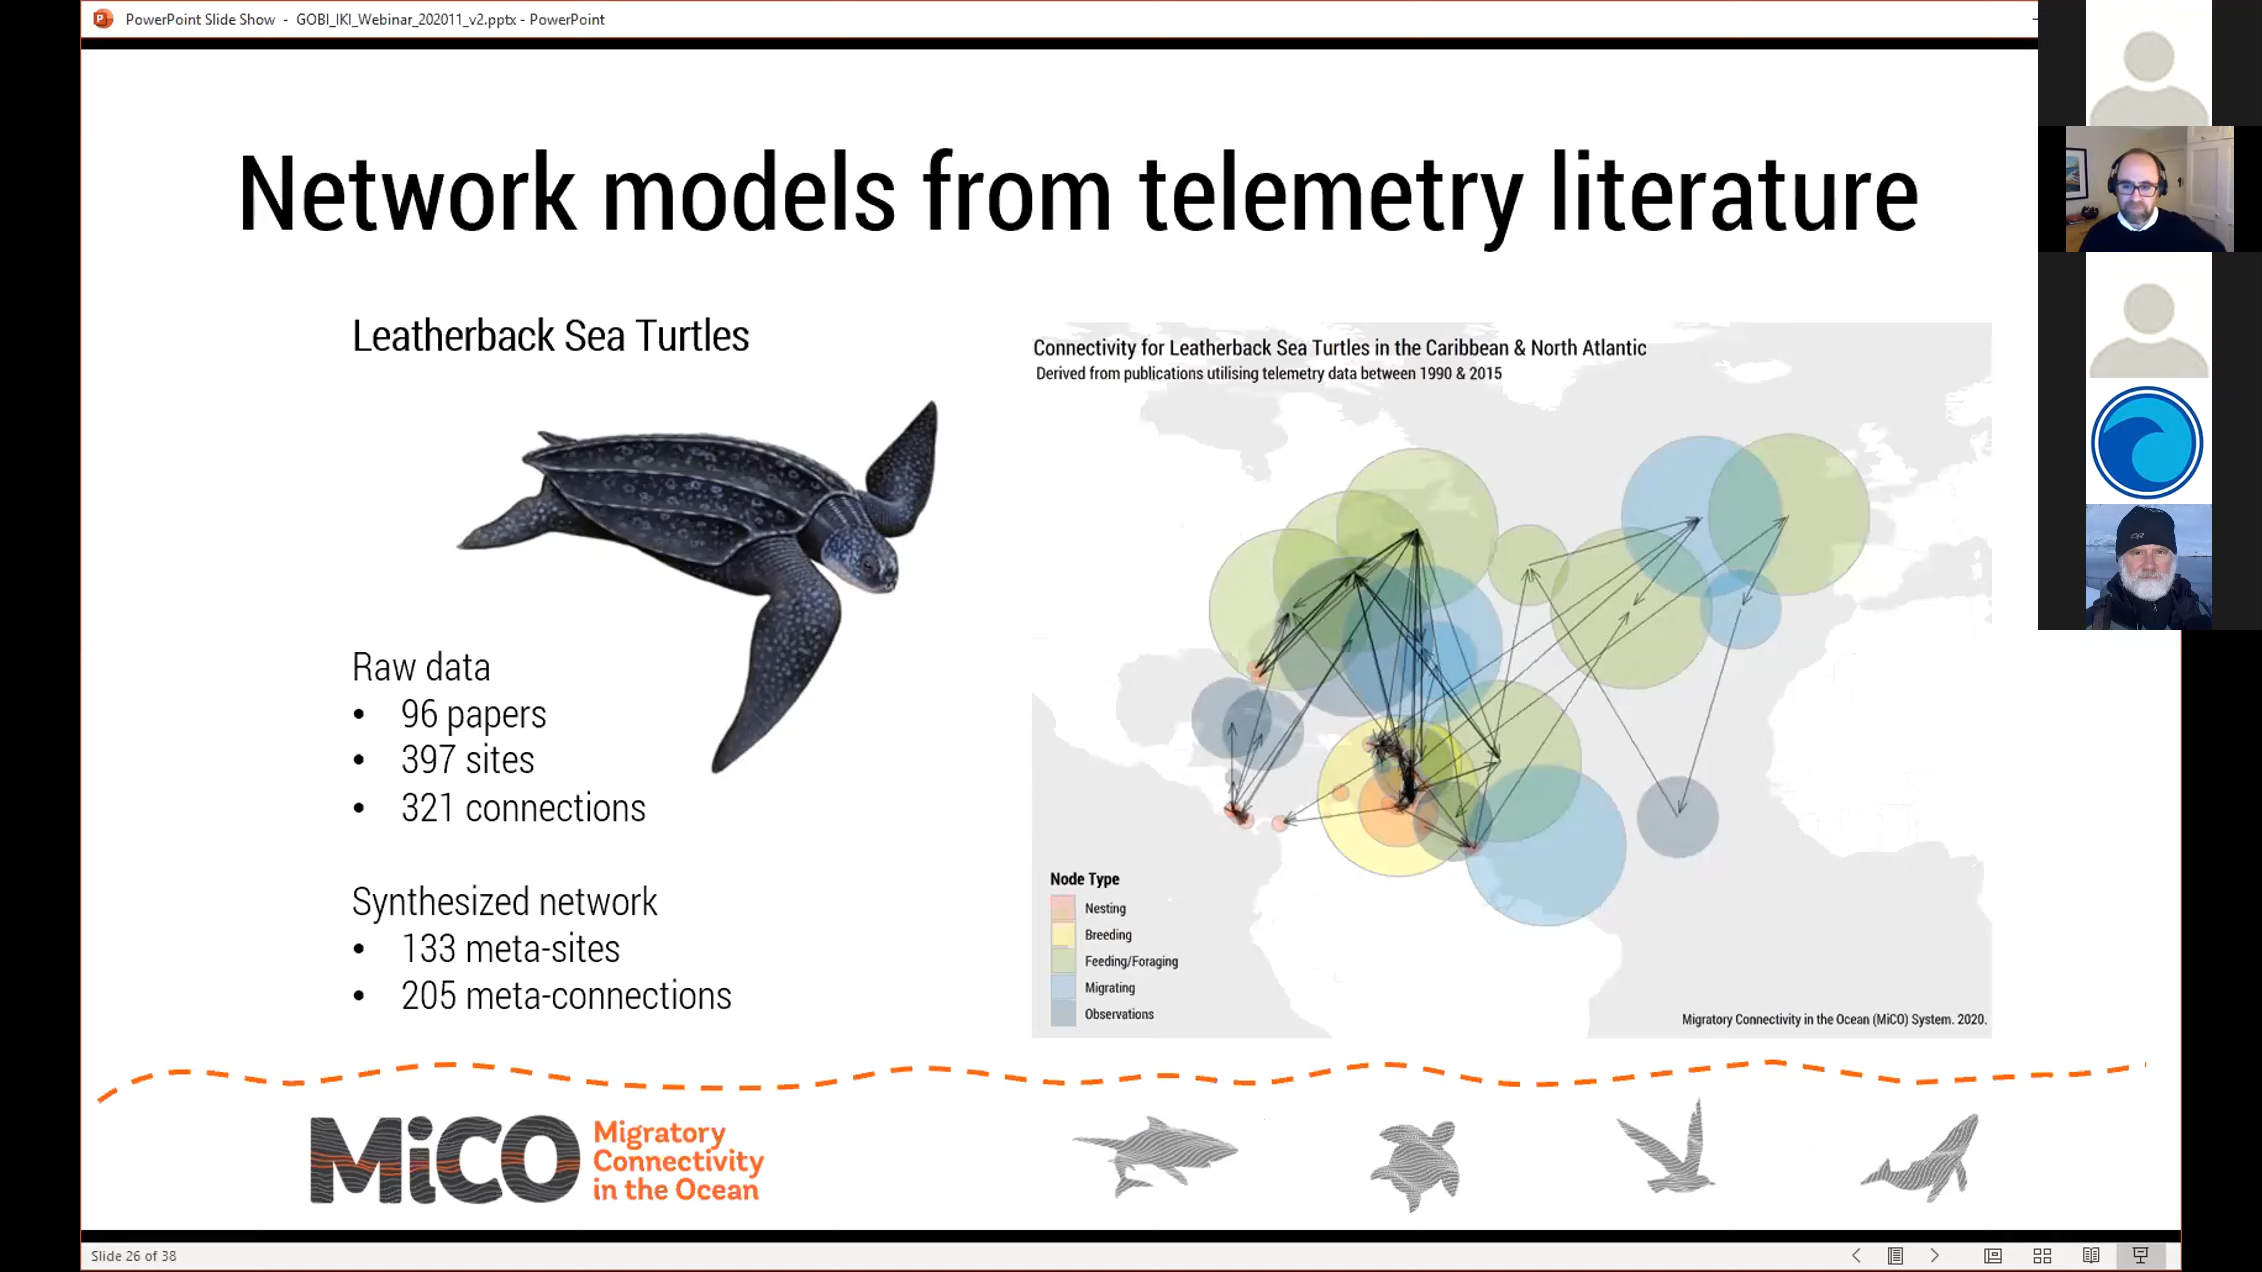 PowerPoint Slide Show - GOBI_IKI_Webinar_202011_v2.pptx - PowerPoint
Network models from telemetry literature
Leatherback Sea Turtles
Raw data
• 96 papers
• 397 sites
• 321 connections
Synthesized network
• 133 meta-sites
• 205 meta-connections
Connectivity for Leatherback Sea Turtles in the Caribbean & North Atlantic
Derived from publications utilising telemetry data between 1990 & 2015
Node Type
Nesting
Breeding
Feeding/Foraging
Migrating
Observations
Migratory Connectivity in the Ocean (MiCO) System. 2020.
MiCO
Migratory
Connectivity
in the Ocean
Slide 26 of 38